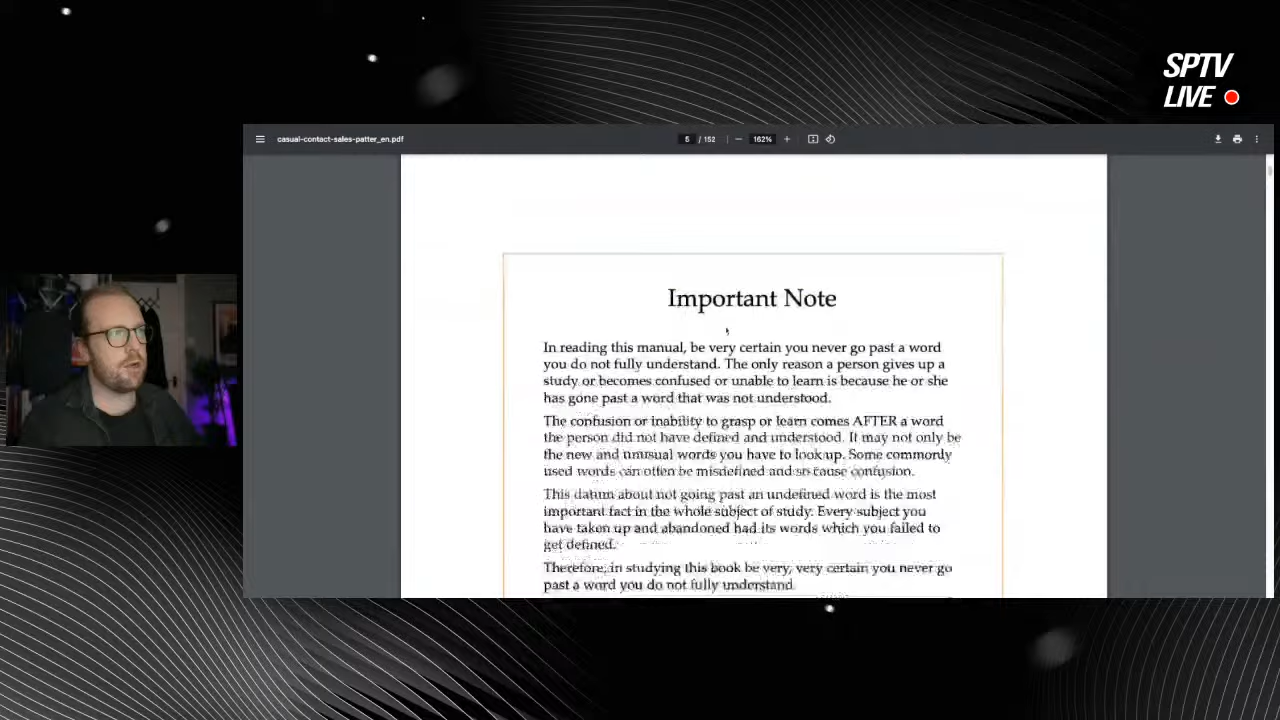 SPTV
LIVE
casual-contact-sales-patter_en.pdf
5 / 152
162%
Important Note
In reading this manual, be very certain you never go past a word
you do not fully understand. The only reason a person gives up a
study or becomes confused or unable to learn is because he or she
has gone past a word that was not understood.
The confusion or inability to grasp or learn comes AFTER a word
the person did not have defined and understood. It may not only be
the new and unusual words you have to look up. Some commonly
used words can often be misdefined and so cause confusion.
This datum about not going past an undefined word is the most
important fact in the whole subject of study. Every subject you
have taken up and abandoned had its words which you failed to
get defined.
Therefore, in studying this book be very, very certain you never go
past a word you do not fully understand.